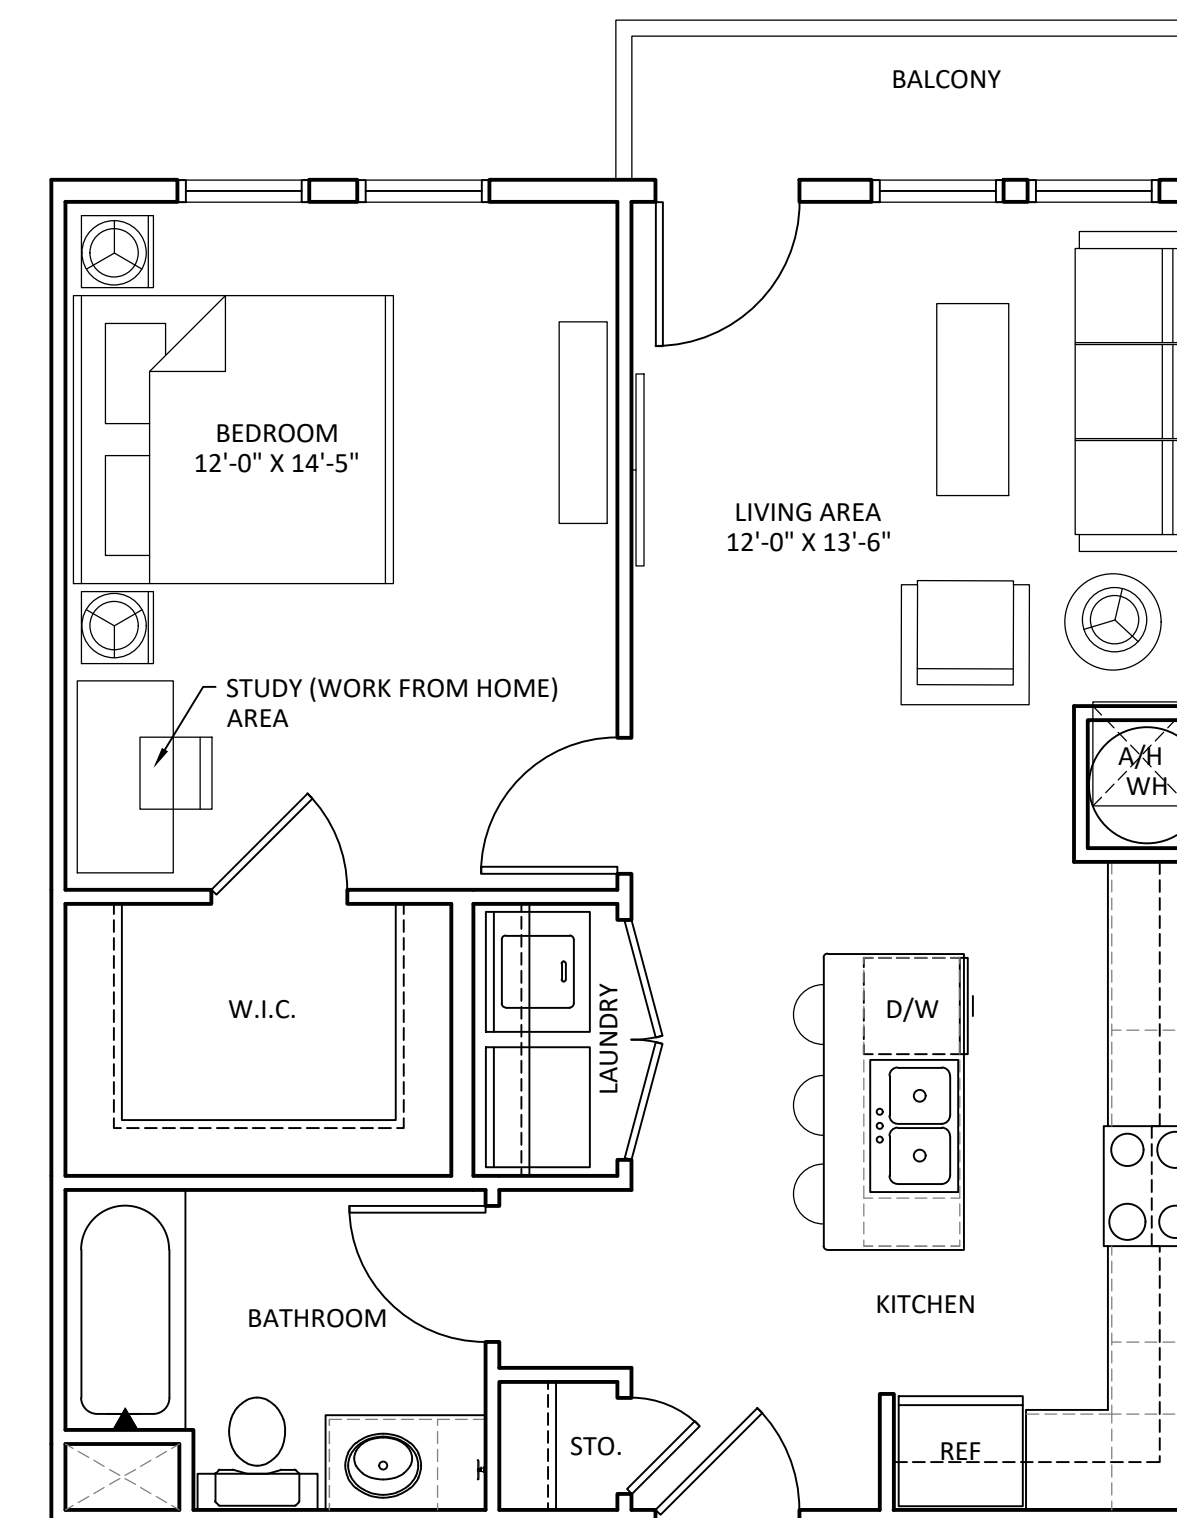 BALCONY
BEDROOM
12'-0" X 14'-5"
LIVING AREA
12'-0" X 13'-6"
STUDY (WORK FROM HOME)
AREA
A/H
WH
W.I.C.
LAUNDRY
D/W
BATHROOM
KITCHEN
STO.
REF